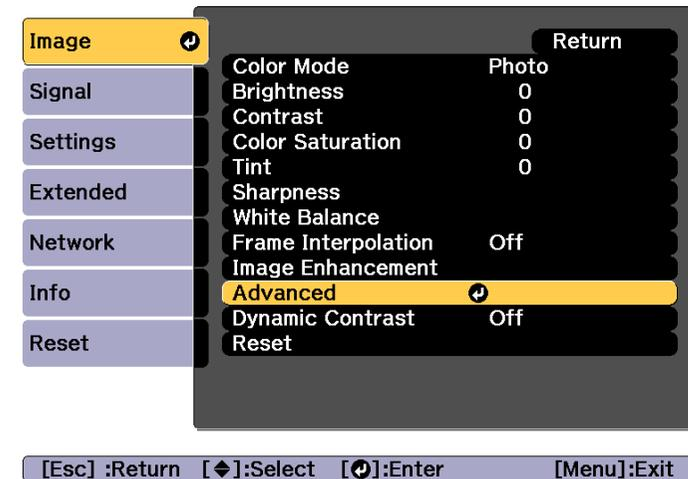 Image
Signal
Settings
Extended
Network
Info
Reset
Return
Color Mode Photo
Brightness 0
Contrast 0
Color Saturation 0
Tint 0
Sharpness
White Balance
Frame Interpolation Off
Image Enhancement
Advanced
Dynamic Contrast Off
Reset
[Esc] :Return [◆]:Select [↵]:Enter [Menu]:Exit